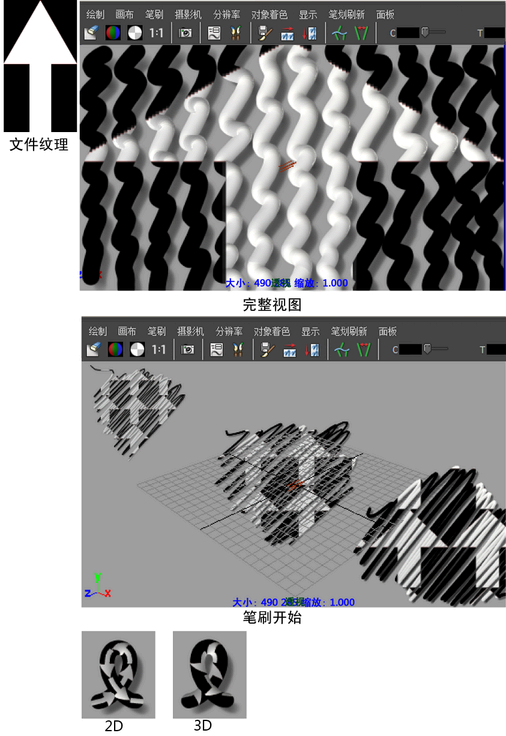 绘制 画布 笔刷 摄影机 分辨率 对象着色 显示 笔划刷新 面板
1:1 C T
文件纹理
大小: 490 缩放: 1.000
完整视图
绘制 画布 笔刷 摄影机 分辨率 对象着色 显示 笔划刷新 面板
1:1 C T
Y
Z X
大小: 490 缩放: 1.000
笔刷开始
2D 3D